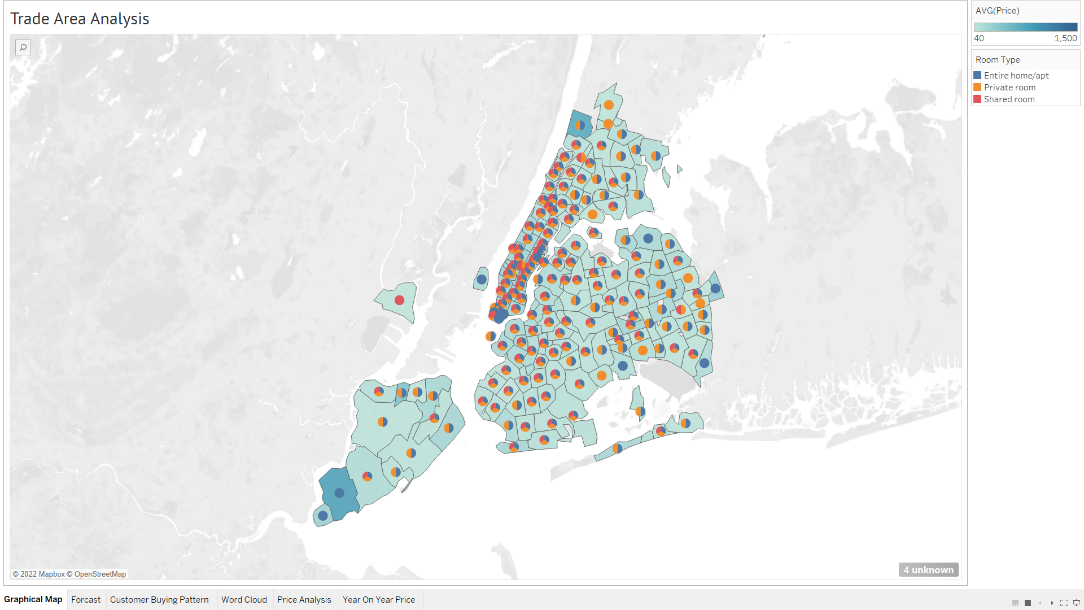 Trade Area Analysis
AVG(Price)
40 1,500
Room Type
Entire home/apt
Private room
Shared room
© 2022 Mapbox © OpenStreetMap
4 unknown
Graphical Map Forcast Customer Buying Pattern Word Cloud Price Analysis Year On Year Price